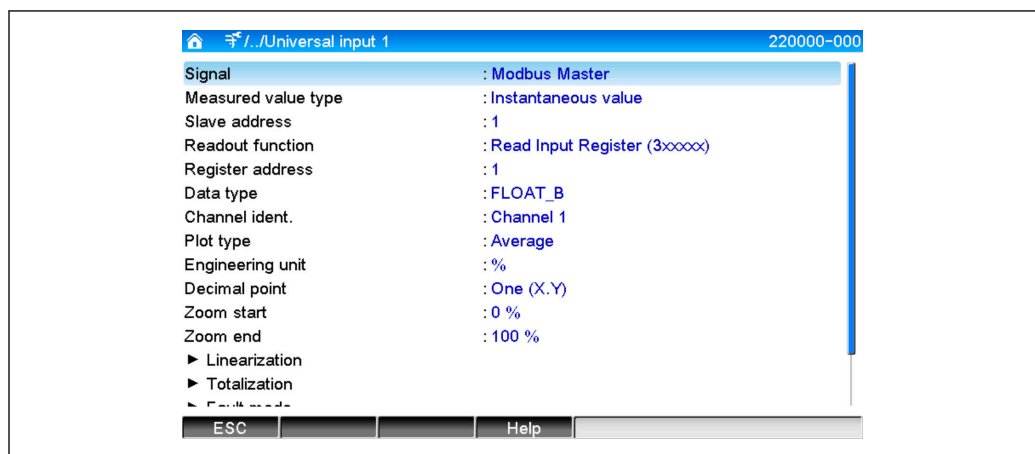 /../Universal input 1 220000-000
Signal : Modbus Master
Measured value type : Instantaneous value
Slave address : 1
Readout function : Read Input Register (3xxxxx)
Register address : 1
Data type : FLOAT_B
Channel ident. : Channel 1
Plot type : Average
Engineering unit : %
Decimal point : One (X.Y)
Zoom start : 0 %
Zoom end : 100 %
► Linearization
► Totalization
► Fault mode
ESC Help